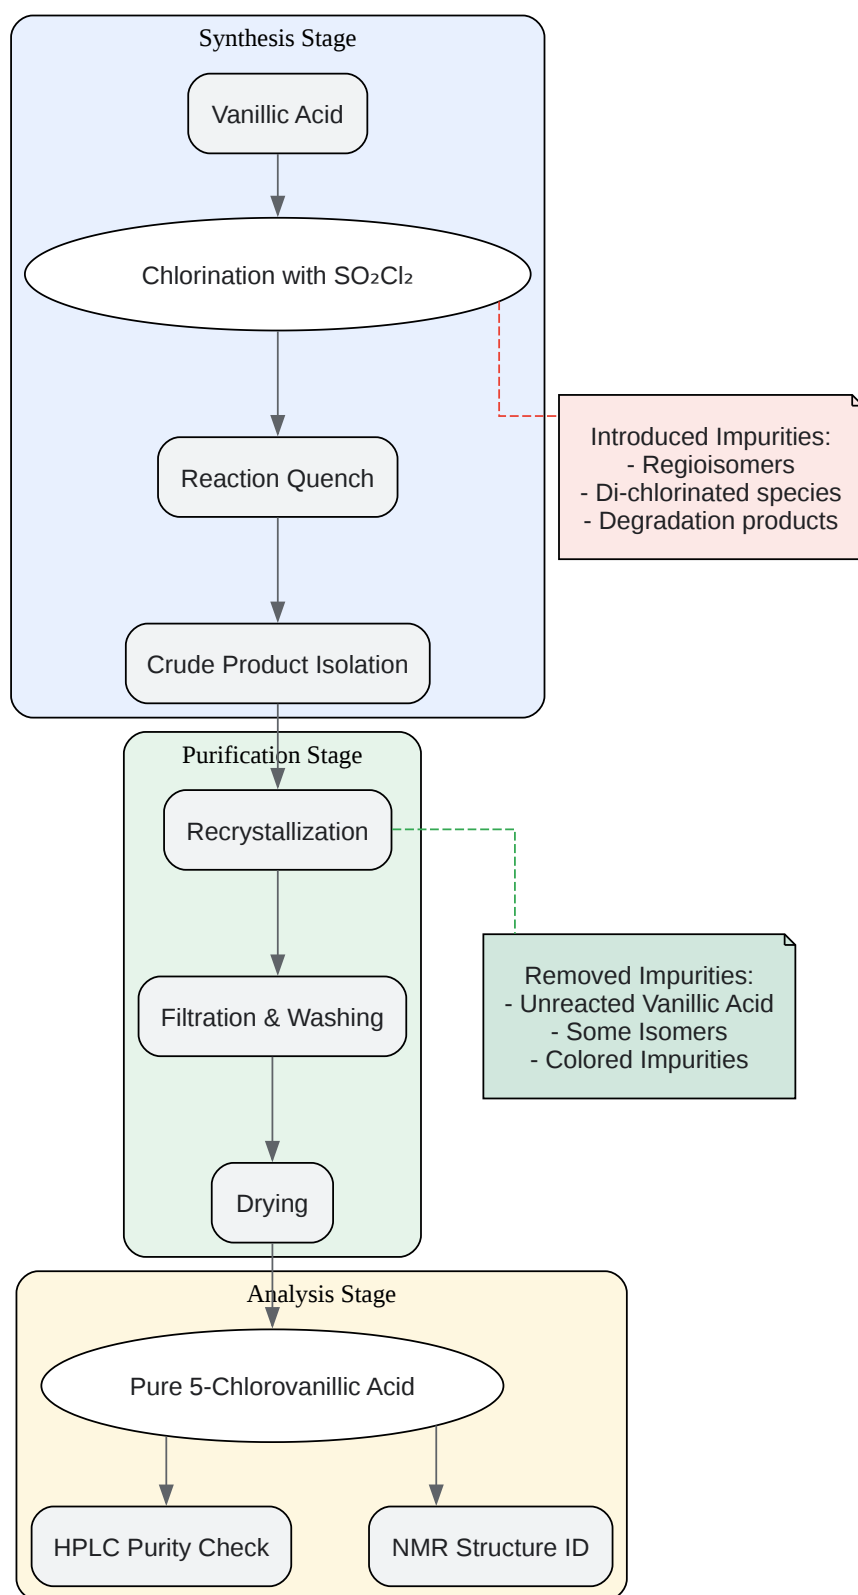 Synthesis Stage
Vanillic Acid
Chlorination with SO₂Cl₂
Reaction Quench
Introduced Impurities:
- Regioisomers
- Di-chlorinated species
- Degradation products
Crude Product Isolation
Purification Stage
Recrystallization
Filtration & Washing
Removed Impurities:
- Unreacted Vanillic Acid
- Some Isomers
- Colored Impurities
Drying
Analysis Stage
Pure 5-Chlorovanillic Acid
HPLC Purity Check
NMR Structure ID